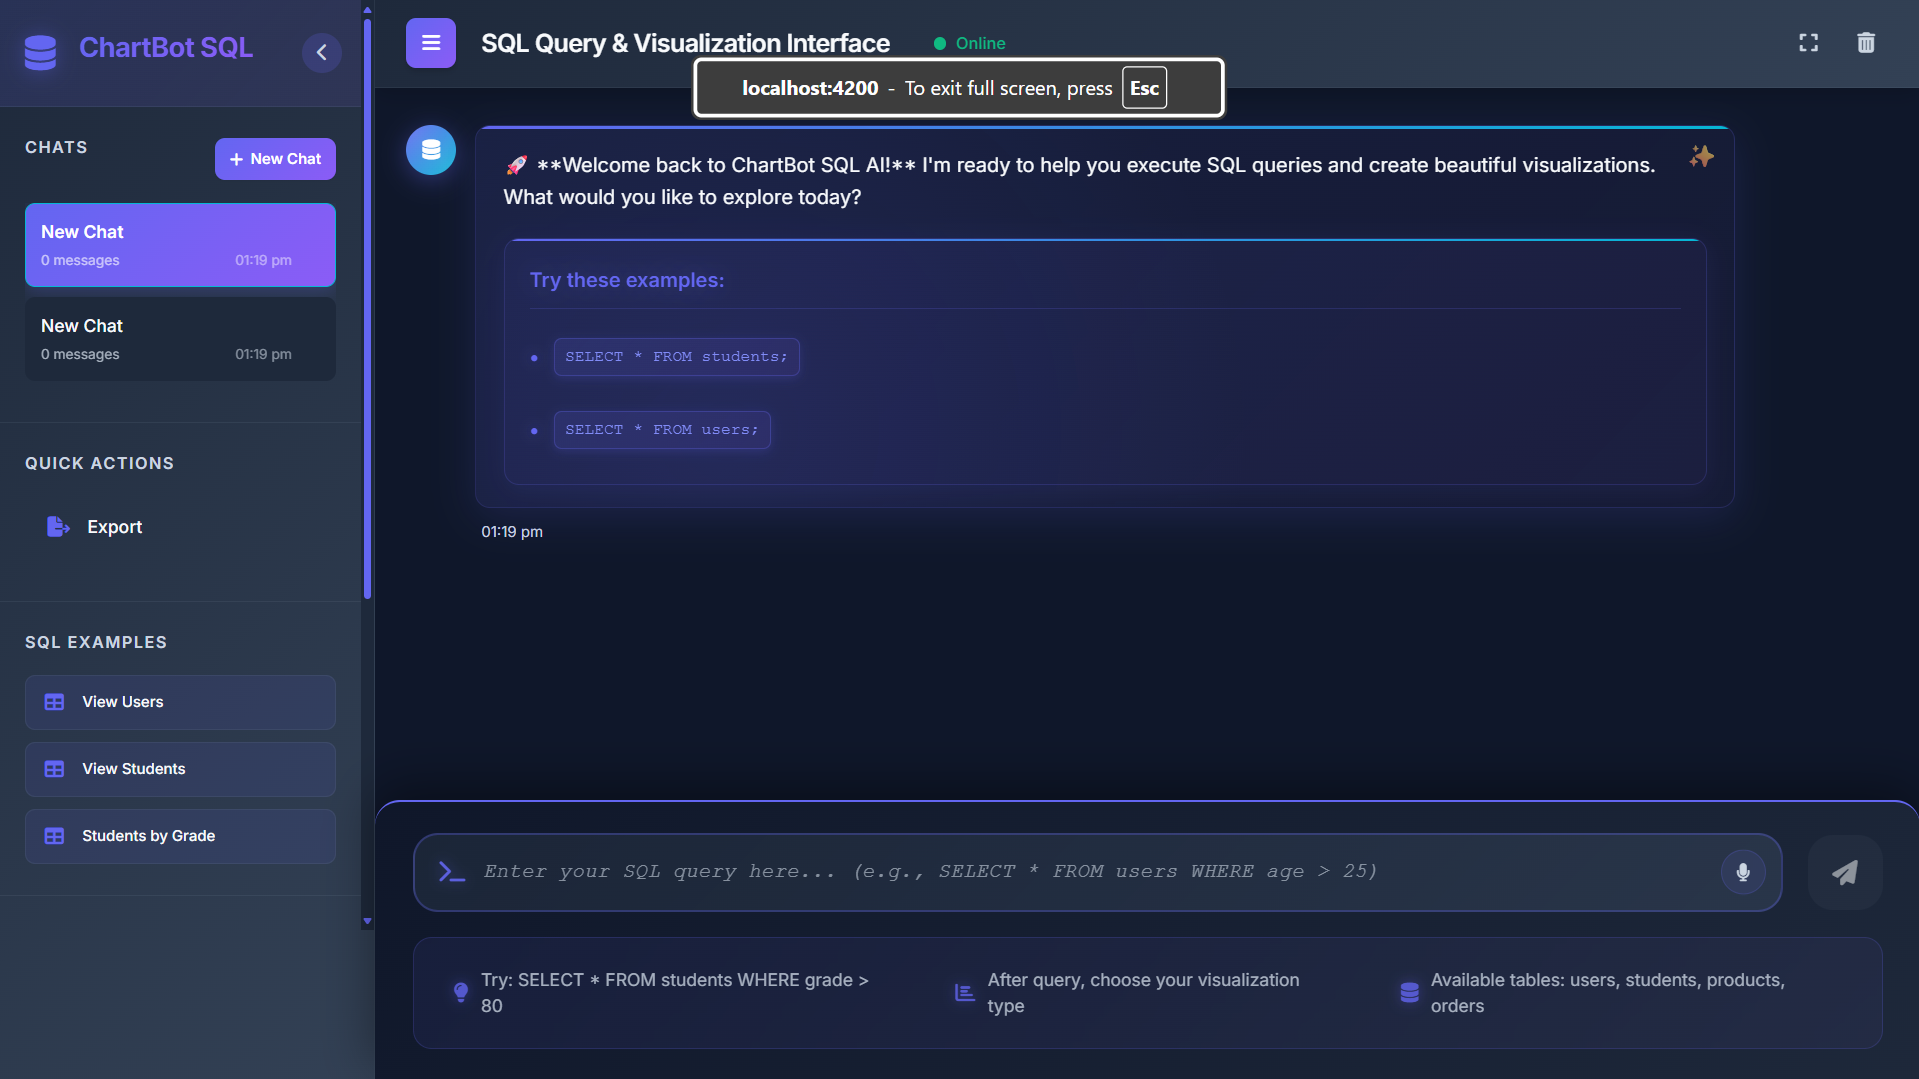 ChartBot SQL
CHATS
New Chat
New Chat
0 messages 01:19 pm
New Chat
0 messages 01:19 pm
QUICK ACTIONS
Export
SQL EXAMPLES
View Users
View Students
Students by Grade
SQL Query & Visualization Interface
Online
localhost:4200 - To exit full screen, press Esc
🚀 **Welcome back to ChartBot SQL AI!** I'm ready to help you execute SQL queries and create beautiful visualizations.
What would you like to explore today?
Try these examples:
SELECT * FROM students;
SELECT * FROM users;
01:19 pm
Enter your SQL query here... (e.g., SELECT * FROM users WHERE age > 25)
Try: SELECT * FROM students WHERE grade >
80
After query, choose your visualization
type
Available tables: users, students, products,
orders